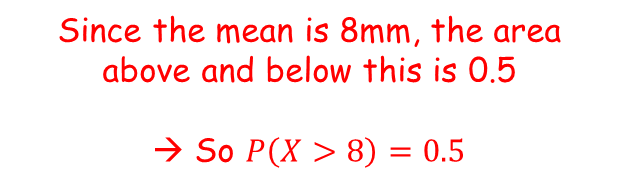 Since the mean is 8mm, the area
above and below this is 0.5
→ So P(X > 8) = 0.5